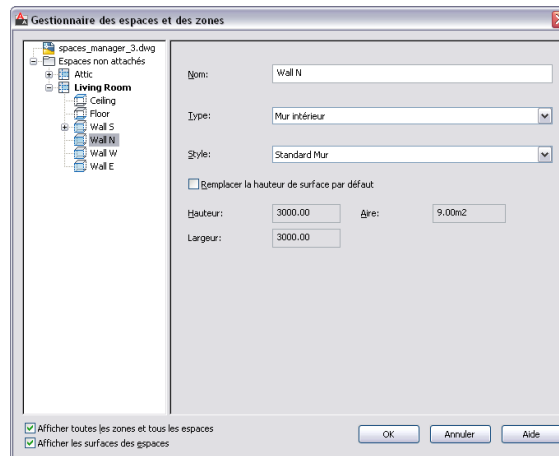 Gestionnaire des espaces et des zones
spaces_manager_3.dwg
Espaces non attachés
Attic
Living Room
Ceiling
Floor
Wall S
Wall N
Wall W
Wall E
Nom: Wall N
Type: Mur intérieur
Style: Standard Mur
Remplacer la hauteur de surface par défaut
Hauteur: 3000.00 Aire: 9.00m2
Largeur: 3000.00
Afficher toutes les zones et tous les espaces
Afficher les surfaces des espaces
OK Annuler Aide